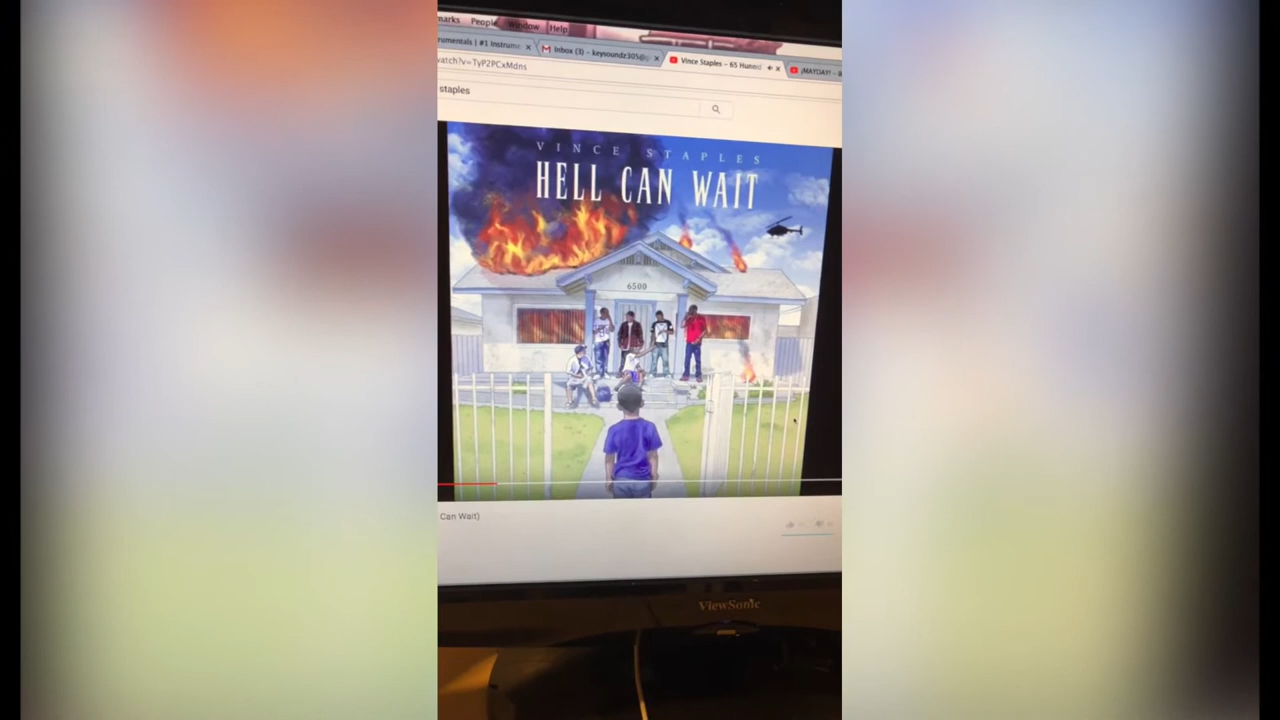 marks People Window Help
rumentals | #1 Instrume
Inbox (3) - keysoundz305@g
Vince Staples – 65 Hunned
¡MAYDAY! -
watch?v=TyP2PCxMdns
staples
VINCE STAPLES
HELL CAN WAIT
6500
Can Wait)
ViewSonic